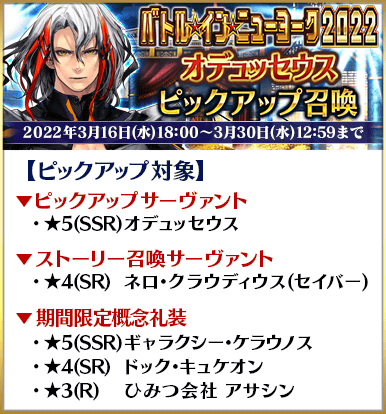 バトル☆イン☆ニューヨーク2022
オデュッセウス
ピックアップ召喚
2022年3月16日(水)18:00～3月30日(水)12:59まで
【ピックアップ対象】
▼ピックアップサーヴァント
・★5(SSR)オデュッセウス
▼ストーリー召喚サーヴァント
・★4(SR) ネロ・クラウディウス(セイバー)
▼期間限定概念礼装
・★5(SSR)ギャラクシー・ケラウノス
・★4(SR) ドック・キュケオン
・★3(R) ひみつ会社 アサシン